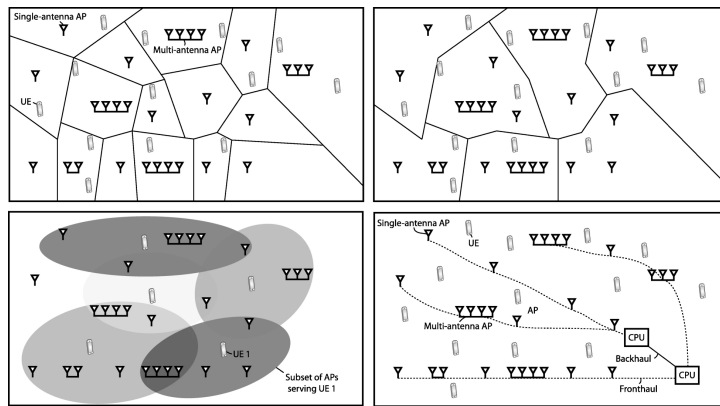 Single-antenna AP
Multi-antenna AP
UE
UE 1
Subset of APs
serving UE 1
Single-antenna AP
UE
AP
Multi-antenna AP
CPU
Backhaul
CPU
Fronthaul